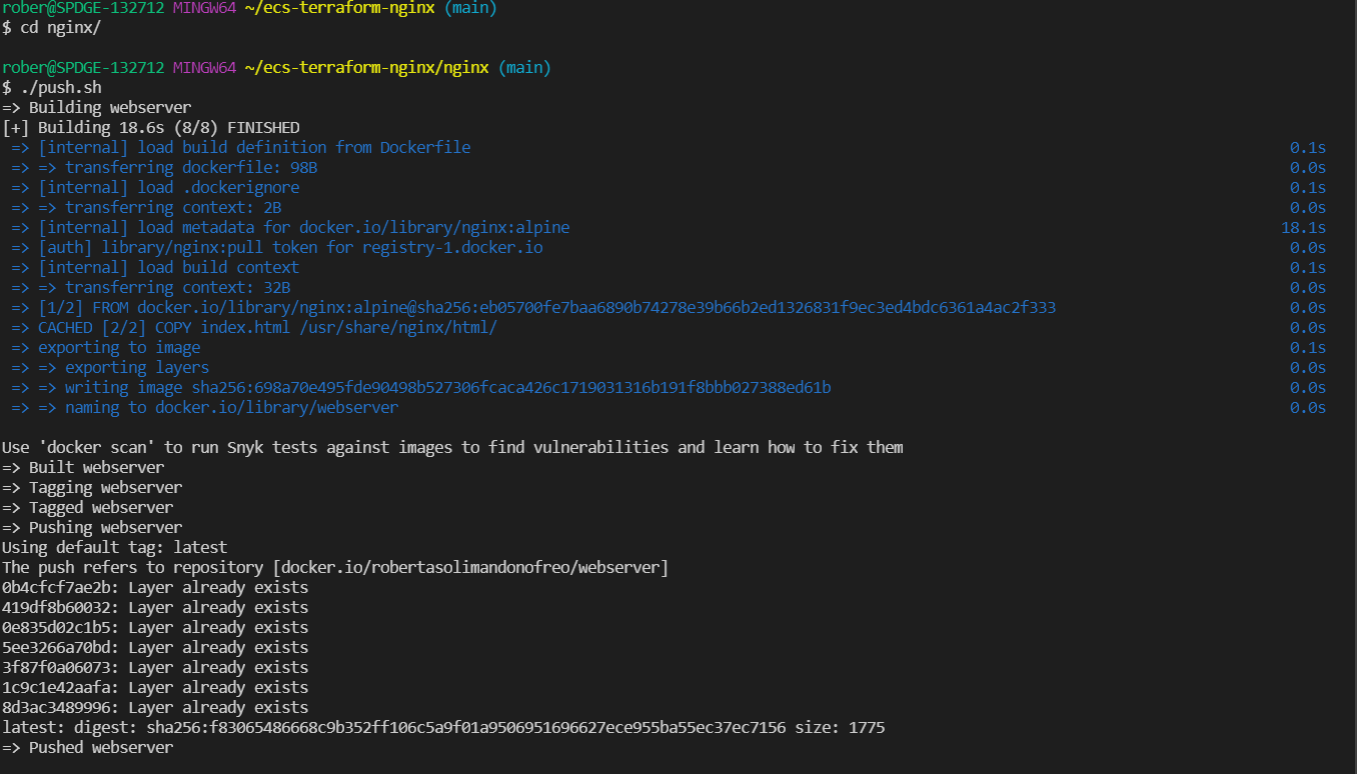 rober@SPDGE-132712 MINGW64 ~/ecs-terraform-nginx (main)
$ cd nginx/
rober@SPDGE-132712 MINGW64 ~/ecs-terraform-nginx/nginx (main)
$ ./push.sh
=> Building webserver
[+] Building 18.6s (8/8) FINISHED
=> [internal] load build definition from Dockerfile 0.1s
=> => transferring dockerfile: 98B 0.0s
=> [internal] load .dockerignore 0.1s
=> => transferring context: 2B 0.0s
=> [internal] load metadata for docker.io/library/nginx:alpine 18.1s
=> [auth] library/nginx:pull token for registry-1.docker.io 0.0s
=> [internal] load build context 0.1s
=> => transferring context: 32B 0.0s
=> [1/2] FROM docker.io/library/nginx:alpine@sha256:eb05700fe7baa6890b74278e39b66b2ed1326831f9ec3ed4bdc6361a4ac2f333 0.0s
=> CACHED [2/2] COPY index.html /usr/share/nginx/html/ 0.0s
=> exporting to image 0.1s
=> => exporting layers 0.0s
=> => writing image sha256:698a70e495fde90498b527306fcaca426c1719031316b191f8bbb027388ed61b 0.0s
=> => naming to docker.io/library/webserver 0.0s
Use 'docker scan' to run Snyk tests against images to find vulnerabilities and learn how to fix them
=> Built webserver
=> Tagging webserver
=> Tagged webserver
=> Pushing webserver
Using default tag: latest
The push refers to repository [docker.io/robertasolimandonofreo/webserver]
0b4cfcf7ae2b: Layer already exists
419df8b60032: Layer already exists
0e835d02c1b5: Layer already exists
5ee3266a70bd: Layer already exists
3f87f0a06073: Layer already exists
1c9c1e42aafa: Layer already exists
8d3ac3489996: Layer already exists
latest: digest: sha256:f83065486668c9b352ff106c5a9f01a9506951696627ece955ba55ec37ec7156 size: 1775
=> Pushed webserver